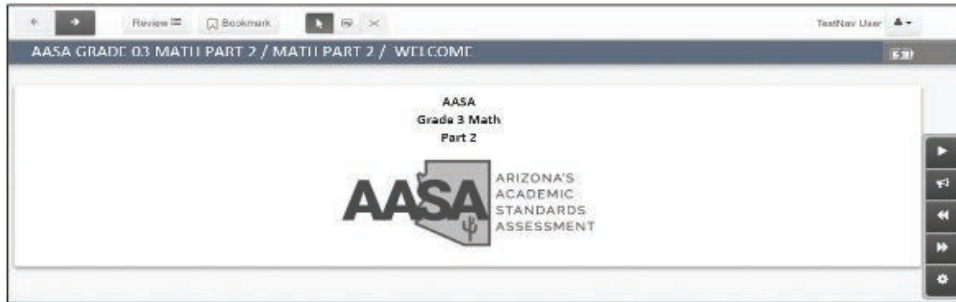 Review Bookmark TestNav User
AASA GRADE 03 MATH PART 2 / MATH PART 2 / WELCOME
AASA
Grade 3 Math
Part 2
AASA
ARIZONA'S
ACADEMIC
STANDARDS
ASSESSMENT